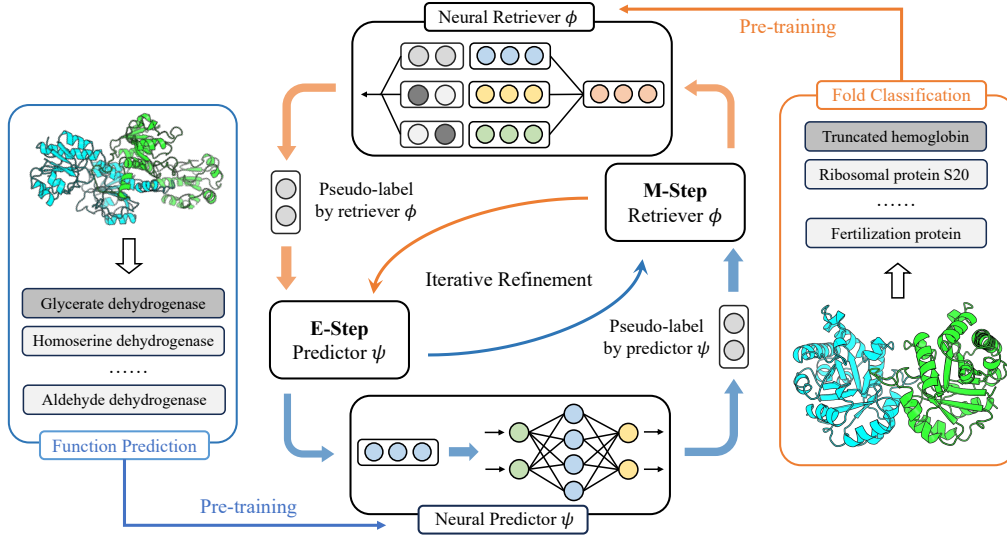 Neural Retriever ϕ
Pre-training
Fold Classification
Truncated hemoglobin
Ribosomal protein S20
······
Fertilization protein
Pseudo-label
by retriever ϕ
M-Step
Retriever ϕ
Iterative Refinement
E-Step
Predictor ψ
Pseudo-label
by predictor ψ
Glycerate dehydrogenase
Homoserine dehydrogenase
······
Aldehyde dehydrogenase
Function Prediction
Pre-training
Neural Predictor ψ